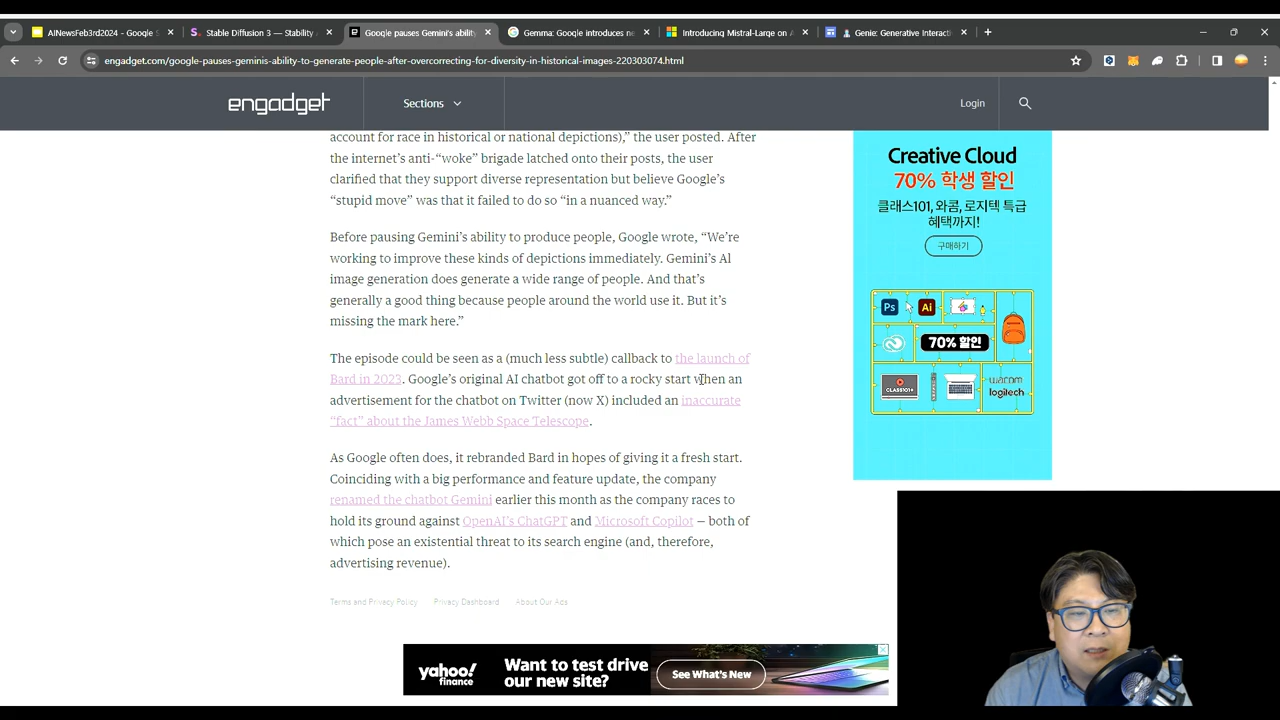 AINewsFeb3rd2024 - Google S
Stable Diffusion 3 — Stability
Google pauses Gemini's ability
Gemma: Google introduces ne
Introducing Mistral-Large on A
Genie: Generative Interacti
engadget.com/google-pauses-geminis-ability-to-generate-people-after-overcorrecting-for-diversity-in-historical-images-220303074.html
engadget
Sections
Login
account for race in historical or national depictions),” the user posted. After
the internet’s anti-“woke” brigade latched onto their posts, the user
clarified that they support diverse representation but believe Google’s
“stupid move” was that it failed to do so “in a nuanced way.”
Before pausing Gemini’s ability to produce people, Google wrote, “We’re
working to improve these kinds of depictions immediately. Gemini’s AI
image generation does generate a wide range of people. And that’s
generally a good thing because people around the world use it. But it’s
missing the mark here.”
The episode could be seen as a (much less subtle) callback to the launch of
Bard in 2023. Google’s original AI chatbot got off to a rocky start when an
advertisement for the chatbot on Twitter (now X) included an inaccurate
“fact” about the James Webb Space Telescope.
As Google often does, it rebranded Bard in hopes of giving it a fresh start.
Coinciding with a big performance and feature update, the company
renamed the chatbot Gemini earlier this month as the company races to
hold its ground against OpenAI’s ChatGPT and Microsoft Copilot — both of
which pose an existential threat to its search engine (and, therefore,
advertising revenue).
Terms and Privacy Policy Privacy Dashboard About Our Ads
Creative Cloud
70% 학생 할인
클래스101, 와콤, 로지텍 특급
혜택까지!
구매하기
Ps
Ai
70% 할인
CLASS101+
wacom
logitech
yahoo!
finance
Want to test drive
our new site?
See What's New